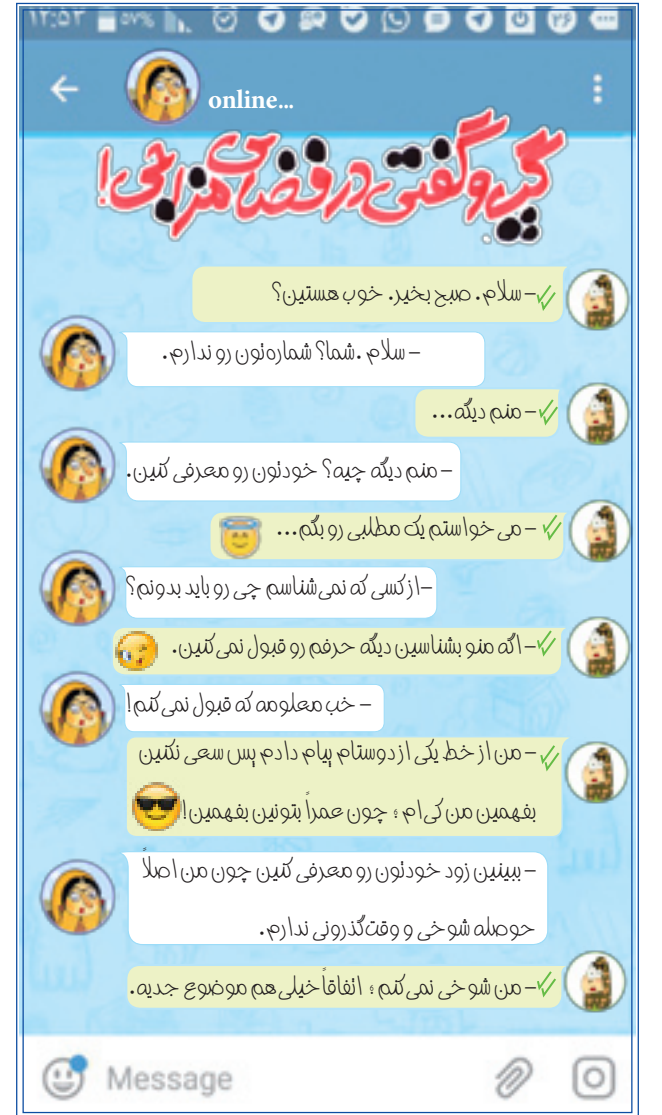 ۱۲:۵۳ ۵۷% ۲۶
online...
گپ‌و‌گفتی در فضای مزاجی!
- سلام. صبح بخیر. خوب هستین؟
- سلام .شما؟ شماره‌تون رو ندارم.
- منم دیگه...
- منم دیگه چیه؟ خودتون رو معرفی کنین.
- می خواستم یک مطلبی رو بگم...
-از کسی که نمی‌شناسم چی رو باید بدونم؟
-اگه منو بشناسین دیگه حرفم رو قبول نمی‌کنین.
- خب معلومه که قبول نمی‌کنم!
- من از خط یکی از دوستام پیام دادم پس سعی نکنین
بفهمین من کی‌ام ؛ چون عمراً بتونین بفهمین!
- ببینین زود خودتون رو معرفی کنین چون من اصلاً
حوصله شوخی و وقت‌گذرونی ندارم.
- من شوخی نمی‌کنم ؛ اتفاقاً خیلی هم موضوع جدیه.
Message